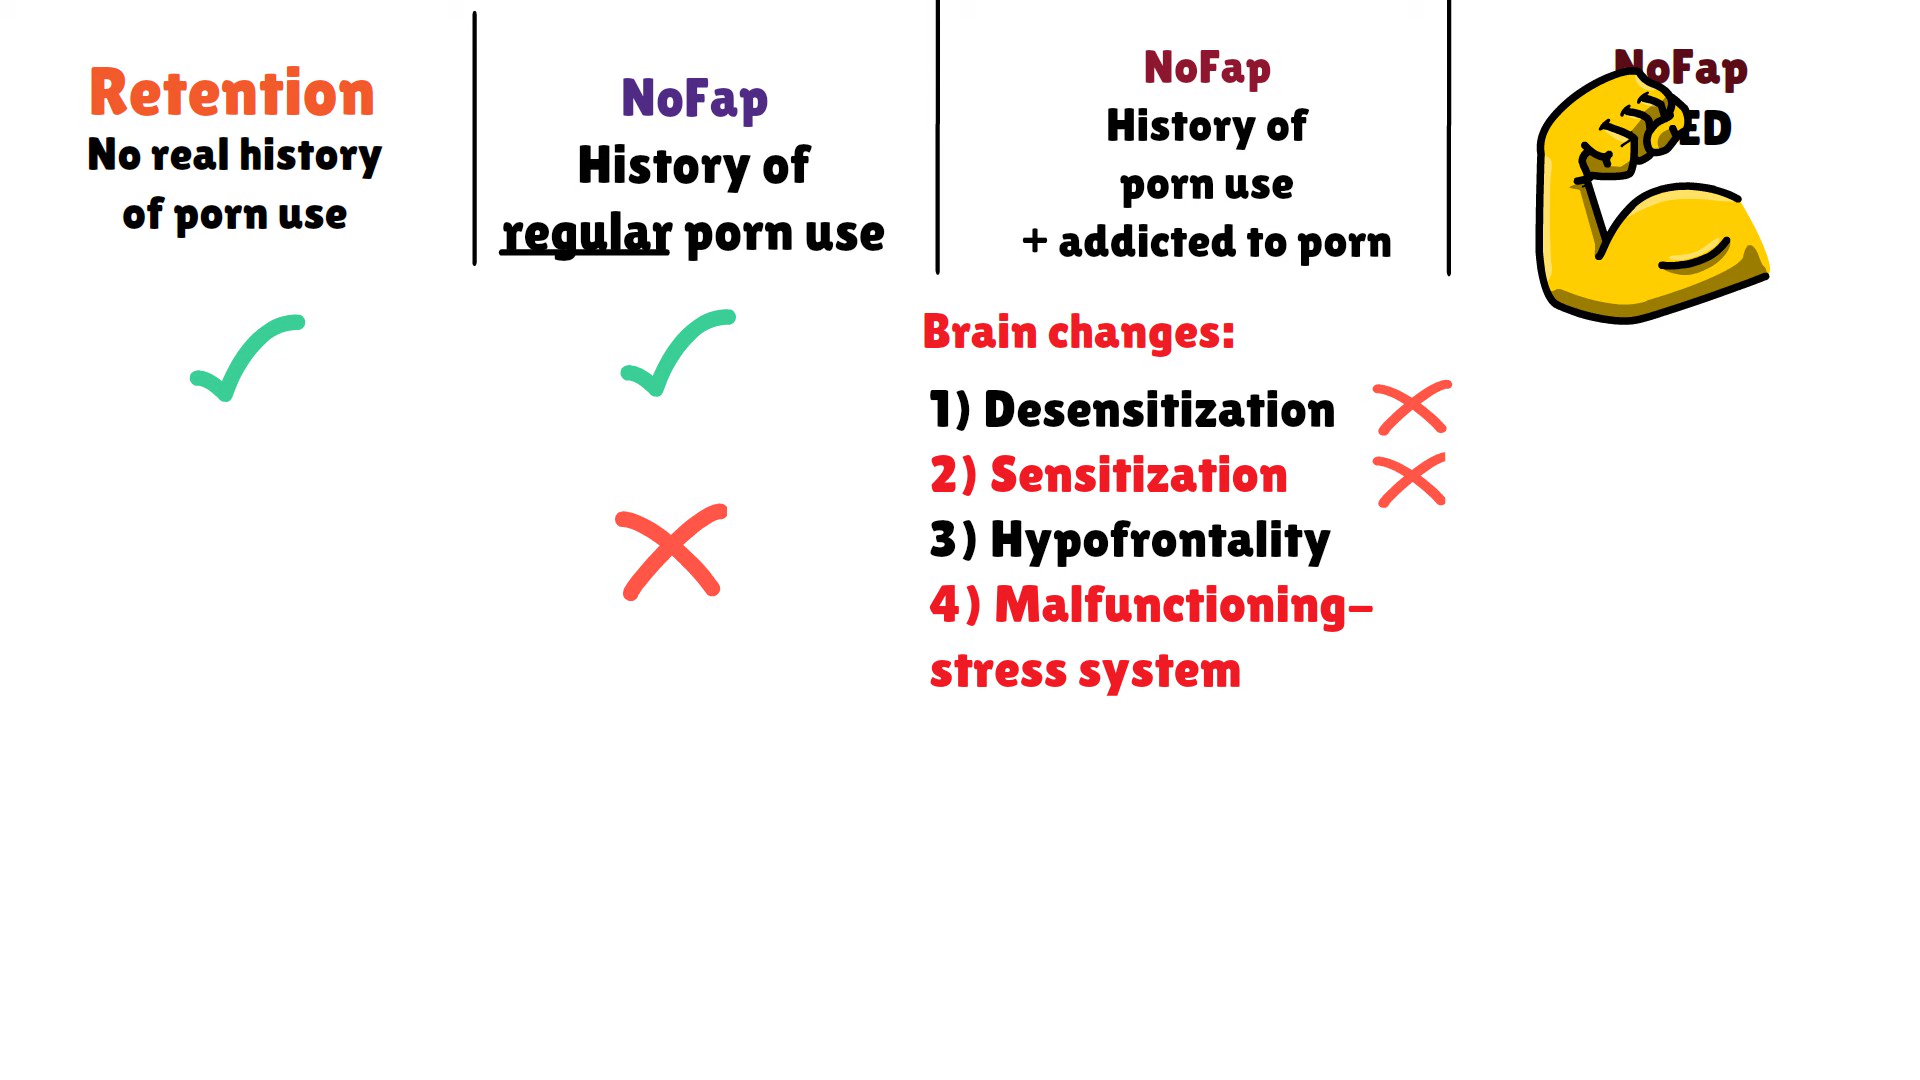 Retention
No real history
of porn use
NoFap
History of
regular porn use
NoFap
History of
porn use
+ addicted to porn
Brain changes:
1) Desensitization
2) Sensitization
3) Hypofrontality
4) Malfunctioning-
stress system
NoFap
ED